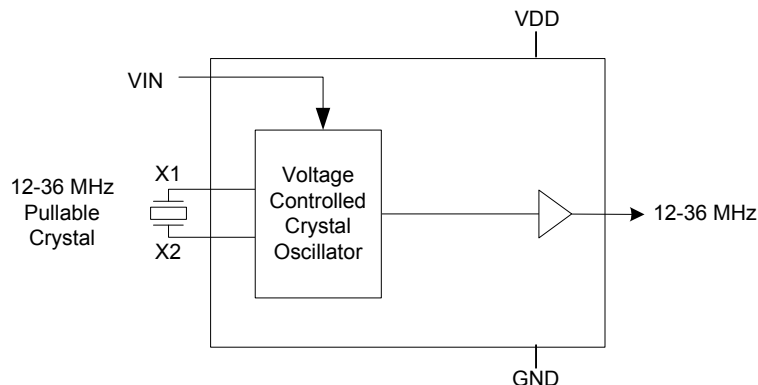 VDD
VIN
12-36 MHz
Pullable
Crystal
X1
X2
Voltage
Controlled
Crystal
Oscillator
12-36 MHz
GND